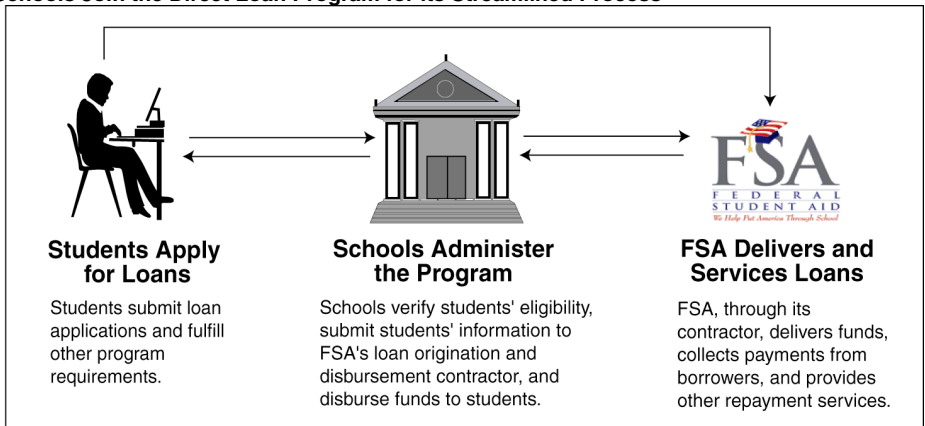 Schools Join the Direct Loan Program for Its Streamlined Process
FSA
FEDERAL
STUDENT AID
We Help Put America Through School
Students Apply
for Loans
Students submit loan
applications and fulfill
other program
requirements.
Schools Administer
the Program
Schools verify students' eligibility,
submit students' information to
FSA's loan origination and
disbursement contractor, and
disburse funds to students.
FSA Delivers and
Services Loans
FSA, through its
contractor, delivers funds,
collects payments from
borrowers, and provides
other repayment services.